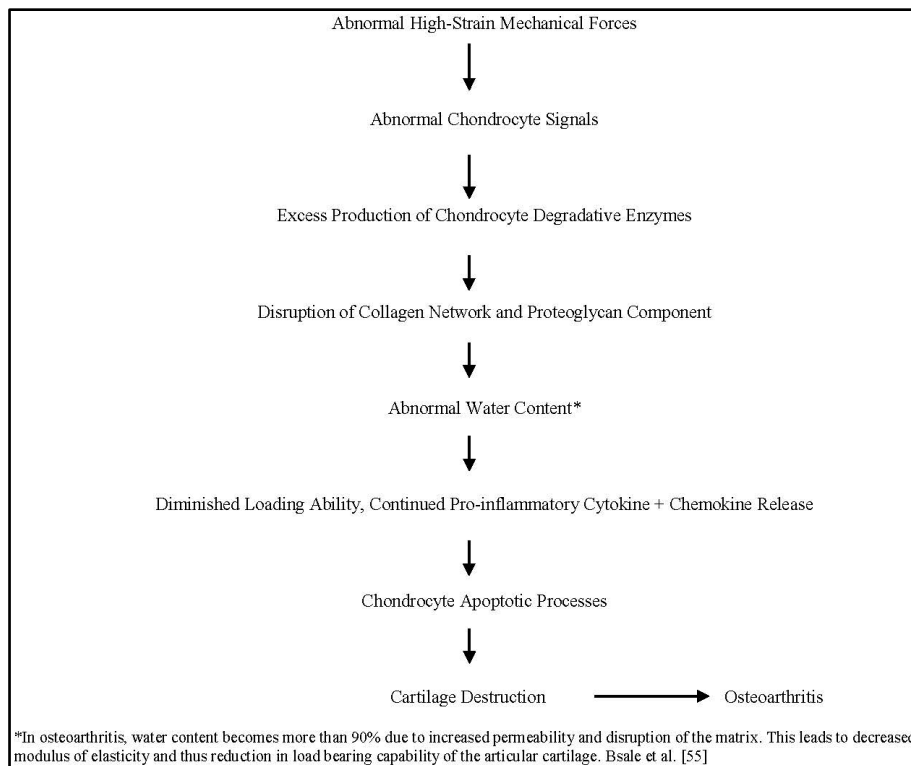 Abnormal High-Strain Mechanical Forces
Abnormal Chondrocyte Signals
Excess Production of Chondrocyte Degradative Enzymes
Disruption of Collagen Network and Proteoglycan Component
Abnormal Water Content*
Diminished Loading Ability, Continued Pro-inflammatory Cytokine + Chemokine Release
Chondrocyte Apoptotic Processes
Cartilage Destruction Osteoarthritis
*In osteoarthritis, water content becomes more than 90% due to increased permeability and disruption of the matrix. This leads to decreased
modulus of elasticity and thus reduction in load bearing capability of the articular cartilage. Bsale et al. [55]